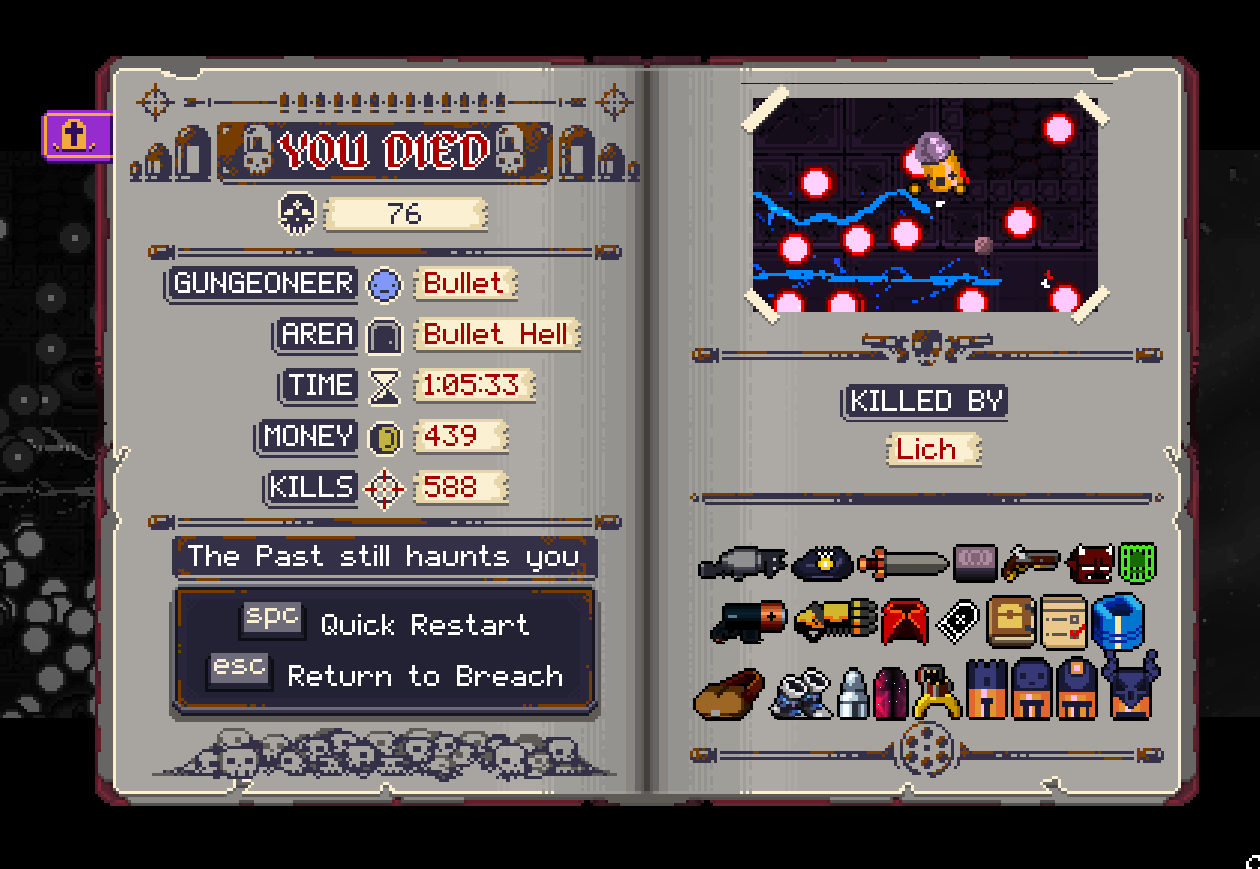 YOU DIED
76
GUNGEONEER Bullet
AREA Bullet Hell
TIME 1:05:33
MONEY 439
KILLS 588
The Past still haunts you
spc Quick Restart
esc Return to Breach
KILLED BY
Lich